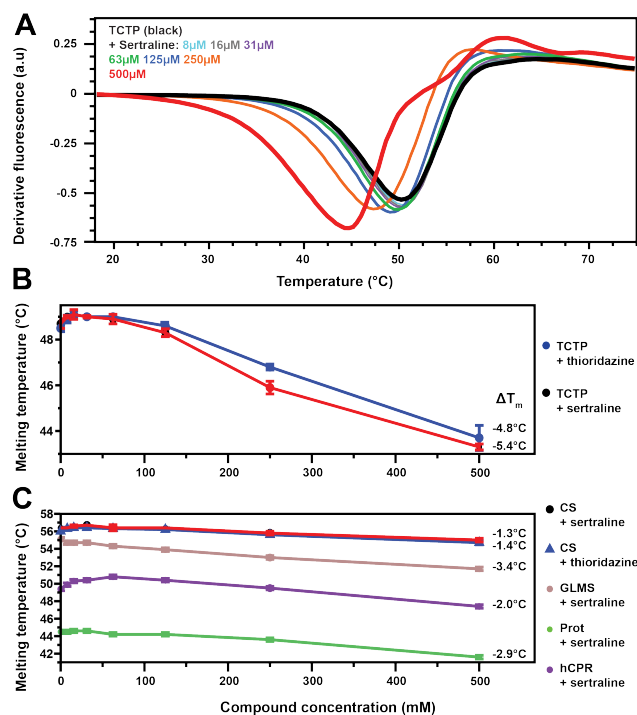 A
TCTP (black)
+ Sertraline: 8μM 16μM 31μM
63μM 125μM 250μM
500μM
Derivative fluorescence (a.u)
0.25
0
-0.25
-0.5
-0.75
20 30 40 50 60 70
Temperature (°C)
B
Melting temperature (°C)
48
46
44
0 100 200 300 400 500
ΔTm
-4.8°C
-5.4°C
TCTP
+ thioridazine
TCTP
+ sertraline
C
Melting temperature (°C)
58
56
54
52
50
48
46
44
42
0 100 200 300 400 500
Compound concentration (mM)
-1.3°C
-1.4°C
-3.4°C
-2.0°C
-2.9°C
CS
+ sertraline
CS
+ thioridazine
GLMS
+ sertraline
Prot
+ sertraline
hCPR
+ sertraline